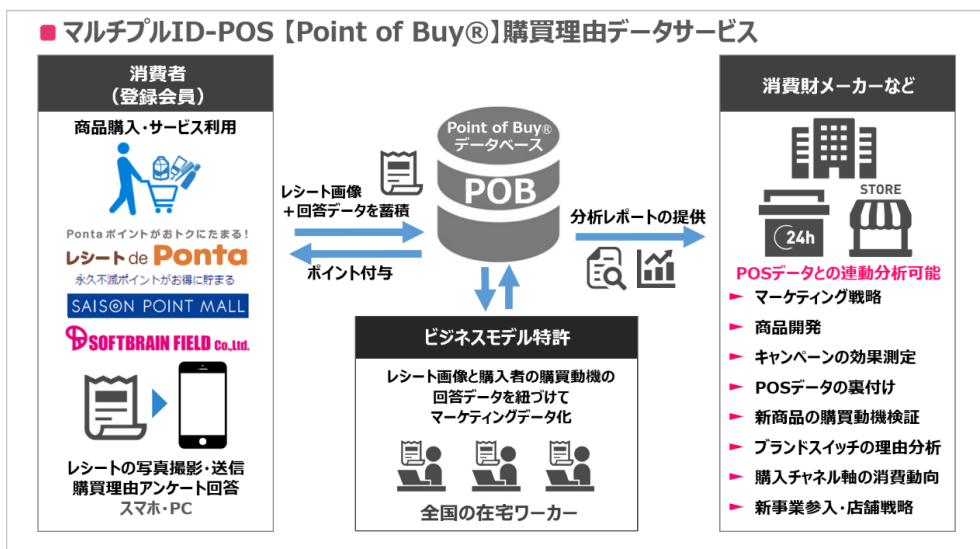 マルチプルID-POS【Point of Buy®】購買理由データサービス
消費者
（登録会員）
商品購入・サービス利用
Pontaポイントがおトクにたまる！
レシート de Ponta
永久不滅ポイントがお得に貯まる
SAISON POINT MALL
SOFTBRAIN FIELD Co.,Ltd.
レシートの写真撮影・送信
購買理由アンケート回答
スマホ・PC
レシート画像
＋回答データを蓄積
ポイント付与
Point of Buy®
データベース
POB
分析レポートの提供
ビジネスモデル特許
レシート画像と購入者の購買動機の
回答データを紐づけて
マーケティングデータ化
全国の在宅ワーカー
消費財メーカーなど
STORE
24h
POSデータとの連動分析可能
► マーケティング戦略
► 商品開発
► キャンペーンの効果測定
► POSデータの裏付け
► 新商品の購買動機検証
► ブランドスイッチの理由分析
► 購入チャネル軸の消費動向
► 新事業参入・店舗戦略